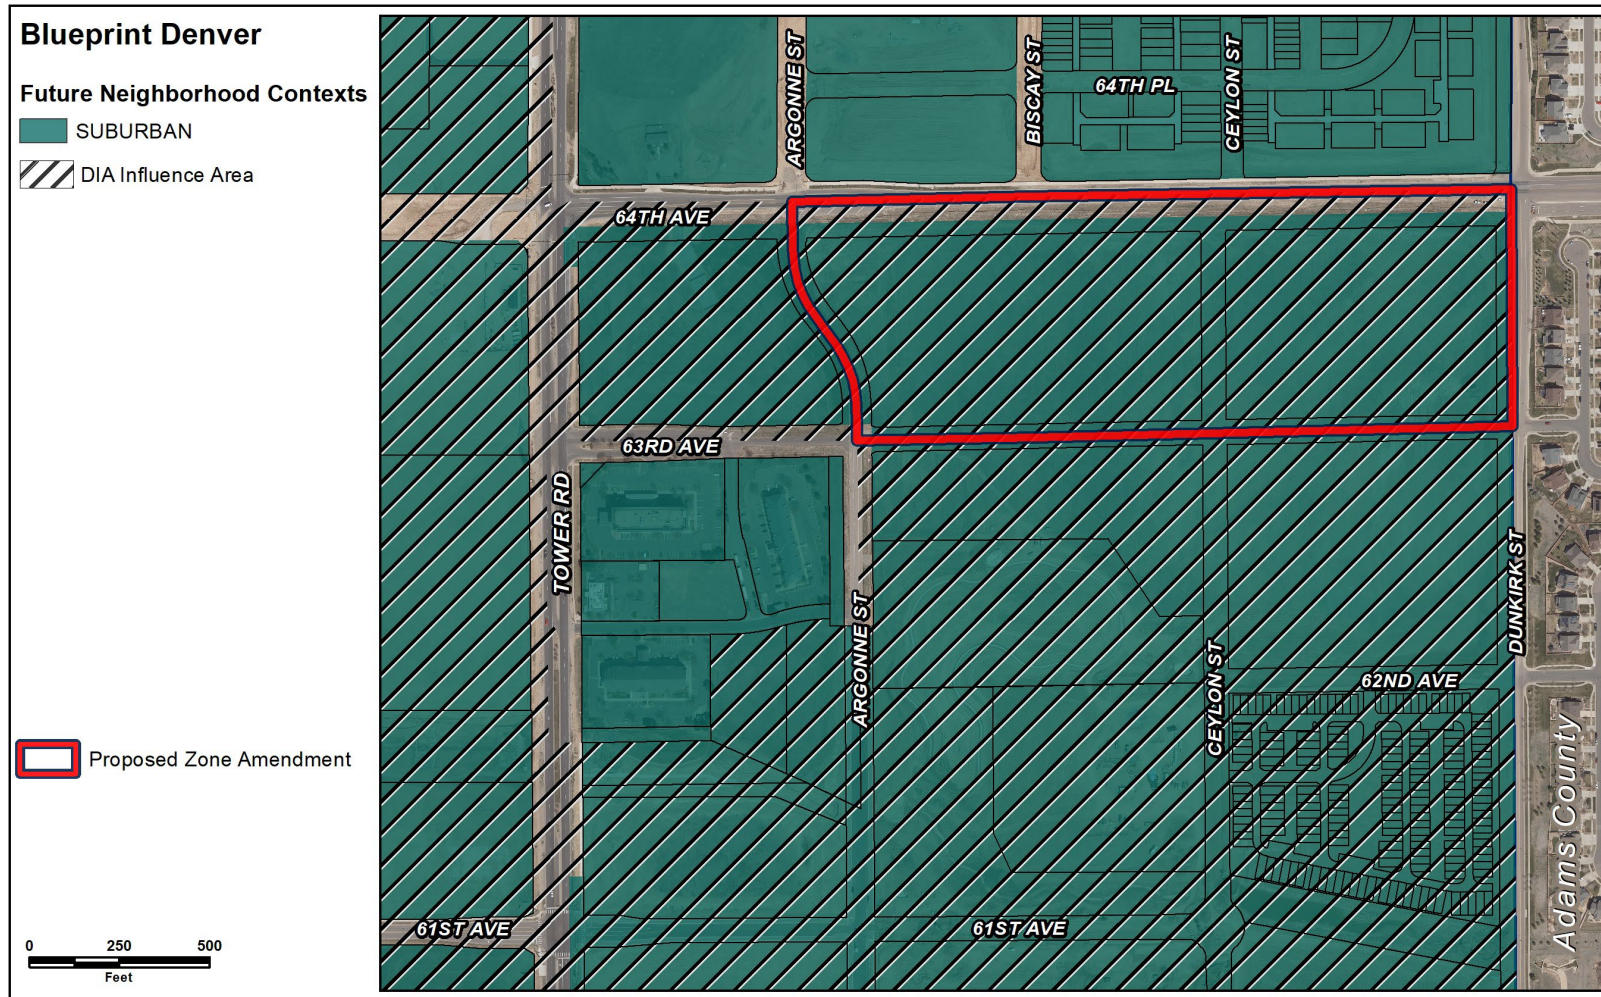 Blueprint Denver
Future Neighborhood Contexts
SUBURBAN
DIA Influence Area
Proposed Zone Amendment
0 250 500
Feet
ARGONNE ST
BISCAY ST
64TH PL
CEYLON ST
64TH AVE
63RD AVE
TOWER RD
ARGONNE ST
CEYLON ST
DUNKIRK ST
62ND AVE
Adams County
61ST AVE
61ST AVE